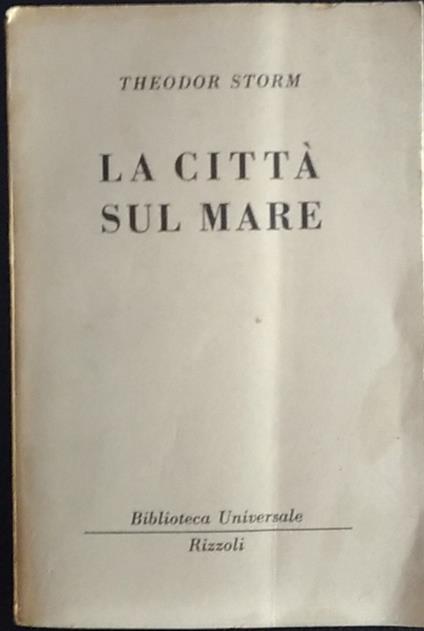 THEODOR STORM
LA CITTÀ
SUL MARE
Biblioteca Universale
Rizzoli